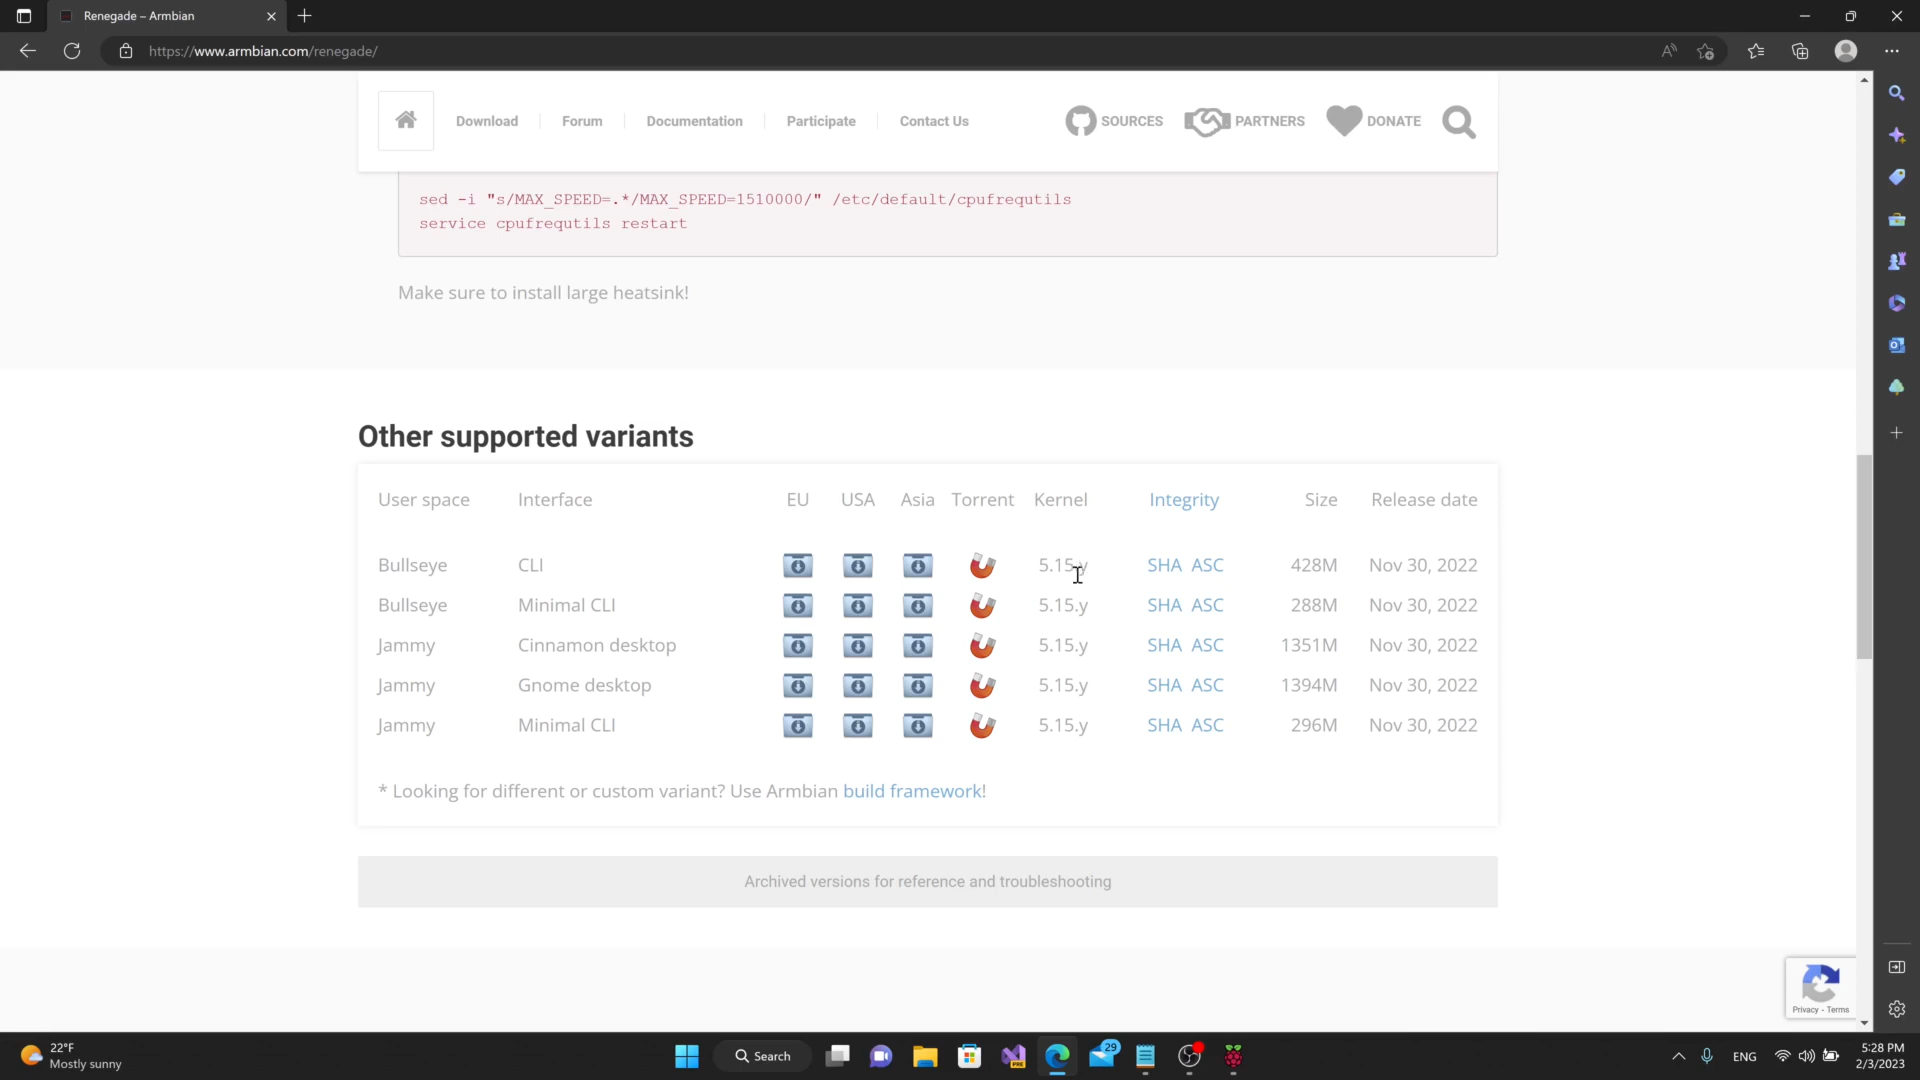 Renegade – Armbian
https://www.armbian.com/renegade/
Download Forum Documentation Participate Contact Us SOURCES PARTNERS DONATE
sed -i "s/MAX_SPEED=.*/MAX_SPEED=1510000/" /etc/default/cpufrequtils
service cpufrequtils restart
Make sure to install large heatsink!
Other supported variants
User space Interface EU USA Asia Torrent Kernel Integrity Size Release date
Bullseye CLI 5.15.y SHA ASC 428M Nov 30, 2022
Bullseye Minimal CLI 5.15.y SHA ASC 288M Nov 30, 2022
Jammy Cinnamon desktop 5.15.y SHA ASC 1351M Nov 30, 2022
Jammy Gnome desktop 5.15.y SHA ASC 1394M Nov 30, 2022
Jammy Minimal CLI 5.15.y SHA ASC 296M Nov 30, 2022
* Looking for different or custom variant? Use Armbian build framework!
Archived versions for reference and troubleshooting
Privacy - Terms
22°F
Mostly sunny
Search
PRE
29
ENG
5:28 PM
2/3/2023